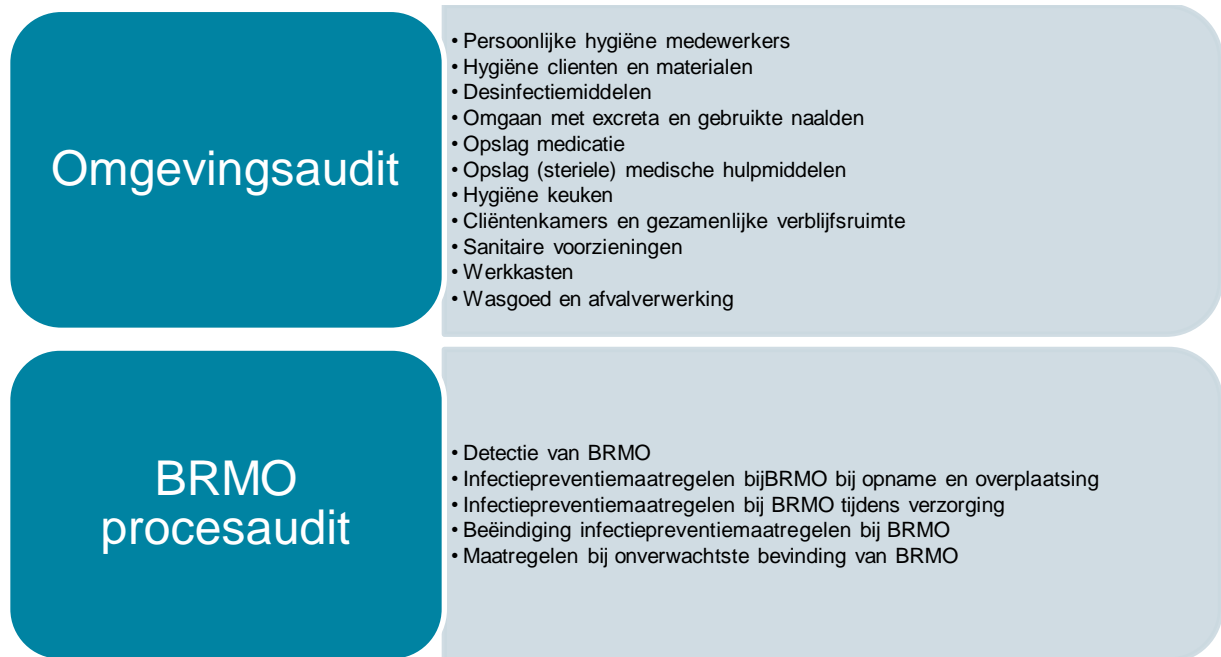 Omgevingsaudit
• Persoonlijke hygiëne medewerkers
• Hygiëne clienten en materialen
• Desinfectiemiddelen
• Omgaan met excreta en gebruikte naalden
• Opslag medicatie
• Opslag (steriele) medische hulpmiddelen
• Hygiëne keuken
• Cliëntenkamers en gezamenlijke verblijfsruimte
• Sanitaire voorzieningen
• Werkkasten
• Wasgoed en afvalverwerking
BRMO
procesaudit
• Detectie van BRMO
• Infectiepreventiemaatregelen bijBRMO bij opname en overplaatsing
• Infectiepreventiemaatregelen bij BRMO tijdens verzorging
• Beëindiging infectiepreventiemaatregelen bij BRMO
• Maatregelen bij onverwachtste bevinding van BRMO